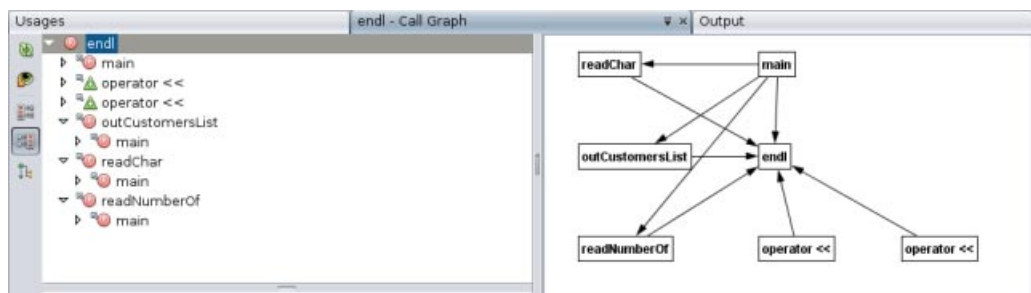 Usages
endl - Call Graph
Output
endl
main
operator <<
operator <<
outCustomersList
main
readChar
main
readNumberOf
main
readChar
main
outCustomersList
endl
readNumberOf
operator <<
operator <<